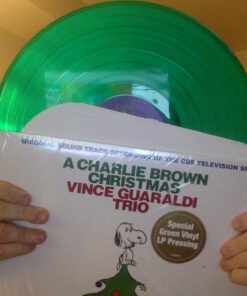 ORIGINAL SOUND TRACK RECORDING OF THE CBS TELEVISION
A CHARLIE BROWN
CHRISTMAS
VINCE GUARALDI
TRIO
Special
Green Vinyl
LP Pressing